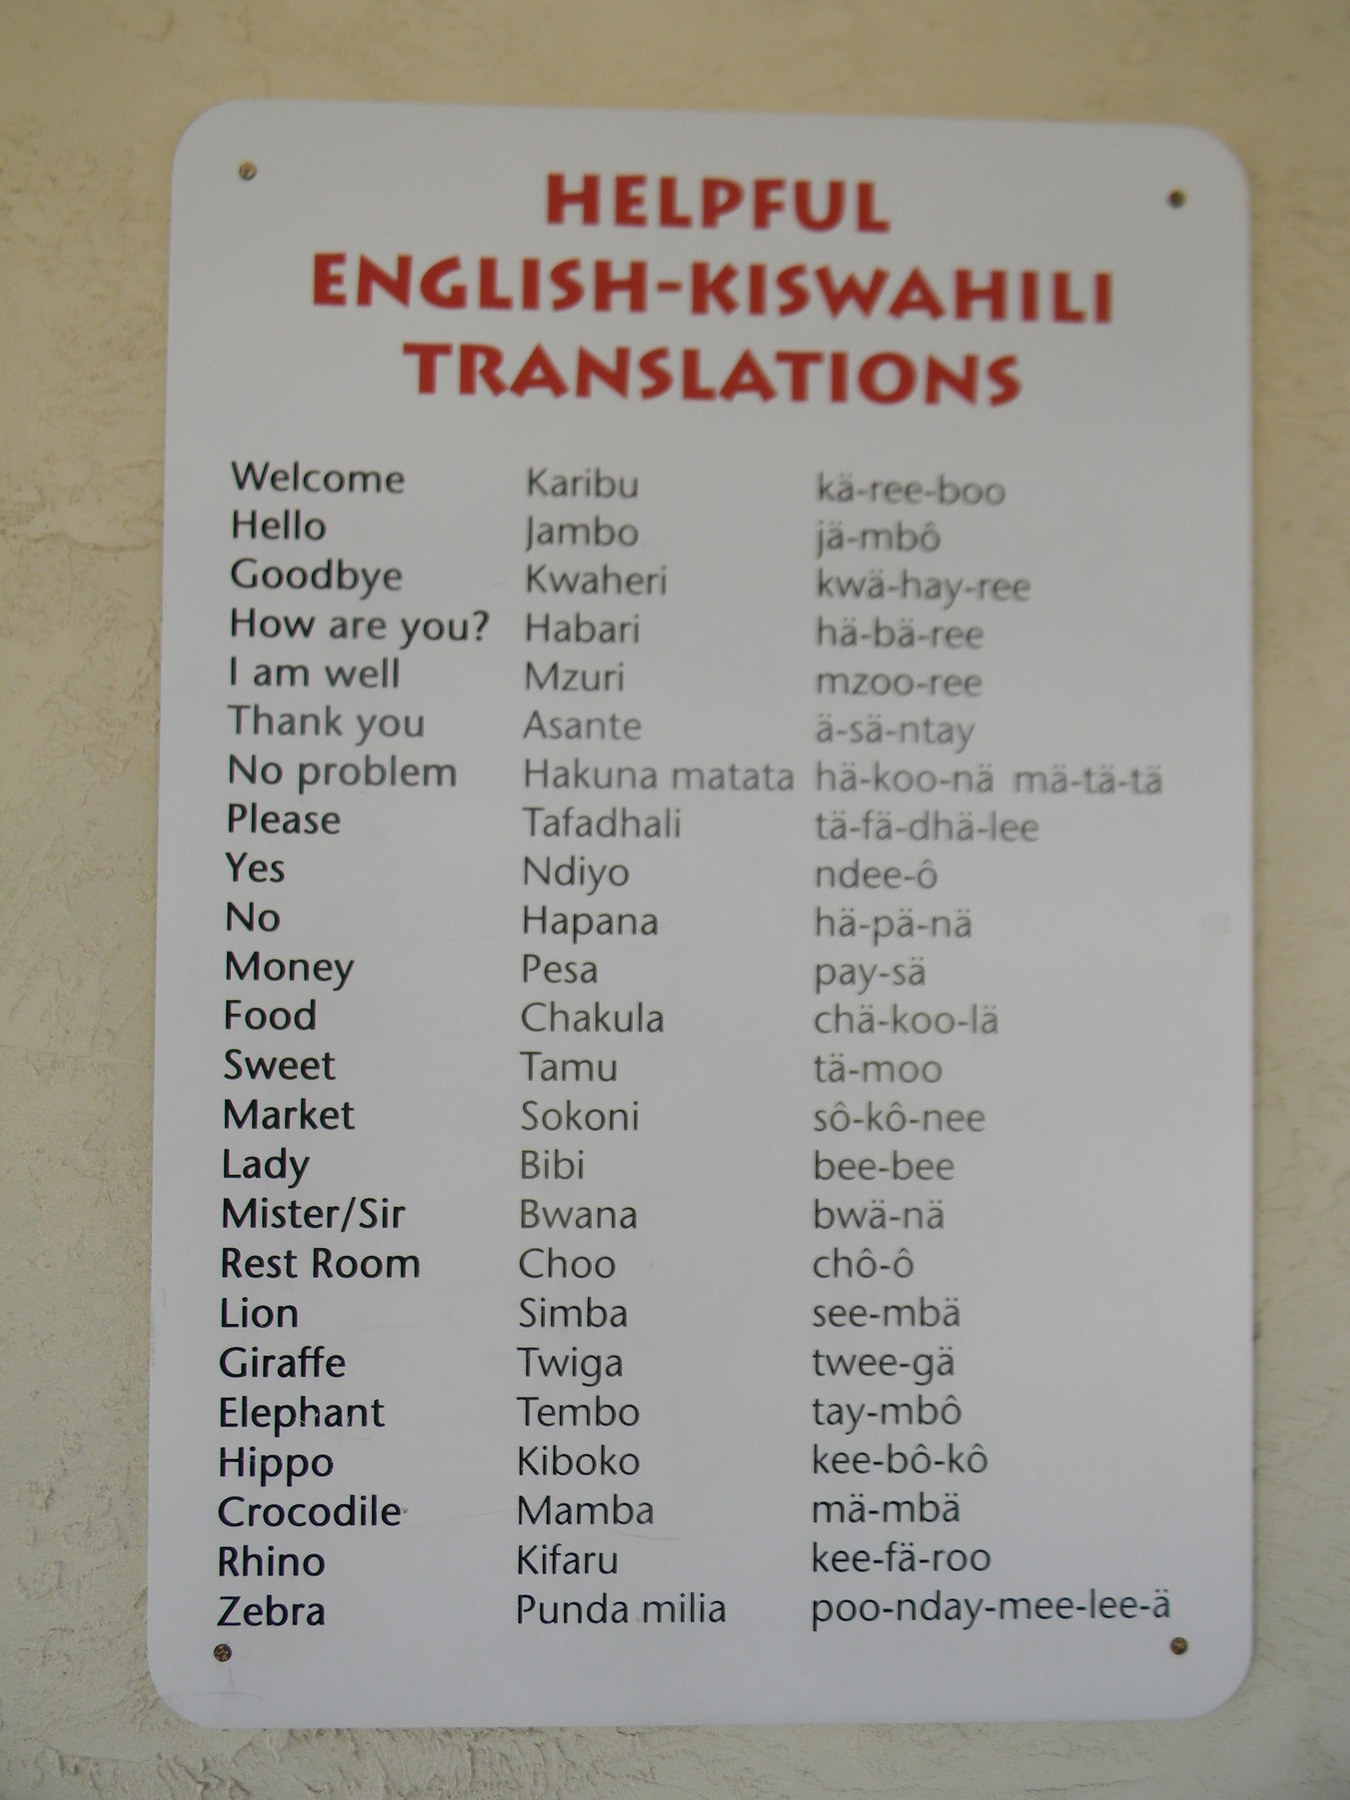 HELPFUL
ENGLISH-KISWAHILI
TRANSLATIONS
Welcome Karibu kä-ree-boo
Hello Jambo jä-mbô
Goodbye Kwaheri kwä-hay-ree
How are you? Habari hä-bä-ree
I am well Mzuri mzoo-ree
Thank you Asante ä-sä-ntay
No problem Hakuna matata hä-koo-nä mä-tä-tä
Please Tafadhali tä-fä-dhä-lee
Yes Ndiyo ndee-ô
No Hapana hä-pä-nä
Money Pesa pay-sä
Food Chakula chä-koo-lä
Sweet Tamu tä-moo
Market Sokoni sô-kô-nee
Lady Bibi bee-bee
Mister/Sir Bwana bwä-nä
Rest Room Choo chô-ô
Lion Simba see-mbä
Giraffe Twiga twee-gä
Elephant Tembo tay-mbô
Hippo Kiboko kee-bô-kô
Crocodile Mamba mä-mbä
Rhino Kifaru kee-fä-roo
Zebra Punda milia poo-nday-mee-lee-ä